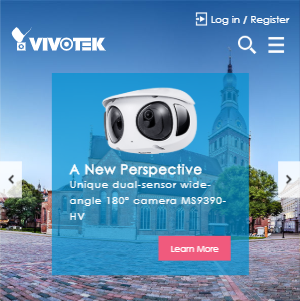 Log in / Register
VIVOTEK
A New Perspective
Unique dual-sensor wide-
angle 180° camera MS9390-
HV
Learn More